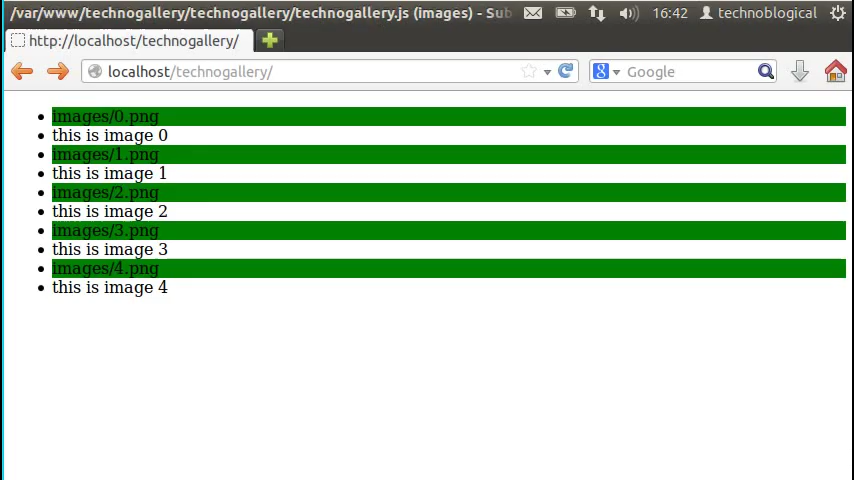 /var/www/technogallery/technogallery/technogallery.js (images) - Sub
16:42
technoblogical
http://localhost/technogallery/
localhost/technogallery/
Google
images/0.png
this is image 0
images/1.png
this is image 1
images/2.png
this is image 2
images/3.png
this is image 3
images/4.png
this is image 4